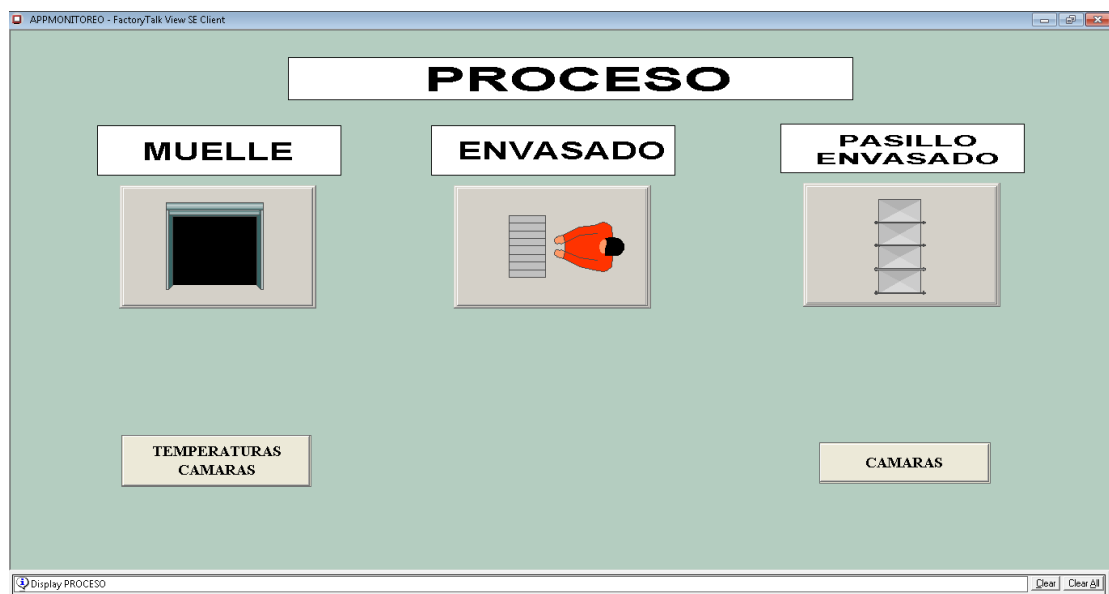 APPMONITOREO - FactoryTalk View SE Client
PROCESO
MUELLE
ENVASADO
PASILLO
ENVASADO
TEMPERATURAS
CAMARAS
CAMARAS
Display PROCESO
Clear
Clear All